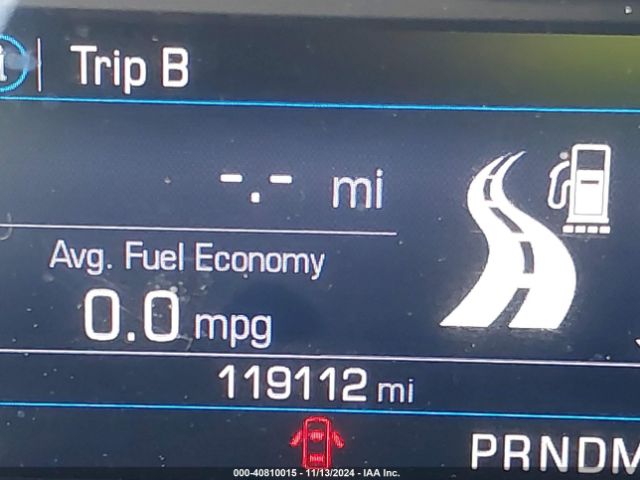 i | Trip B
-.- mi
Avg. Fuel Economy
0.0 mpg
119112 mi
PRNDM
000-40810015 - 11/13/2024 - IAA Inc.